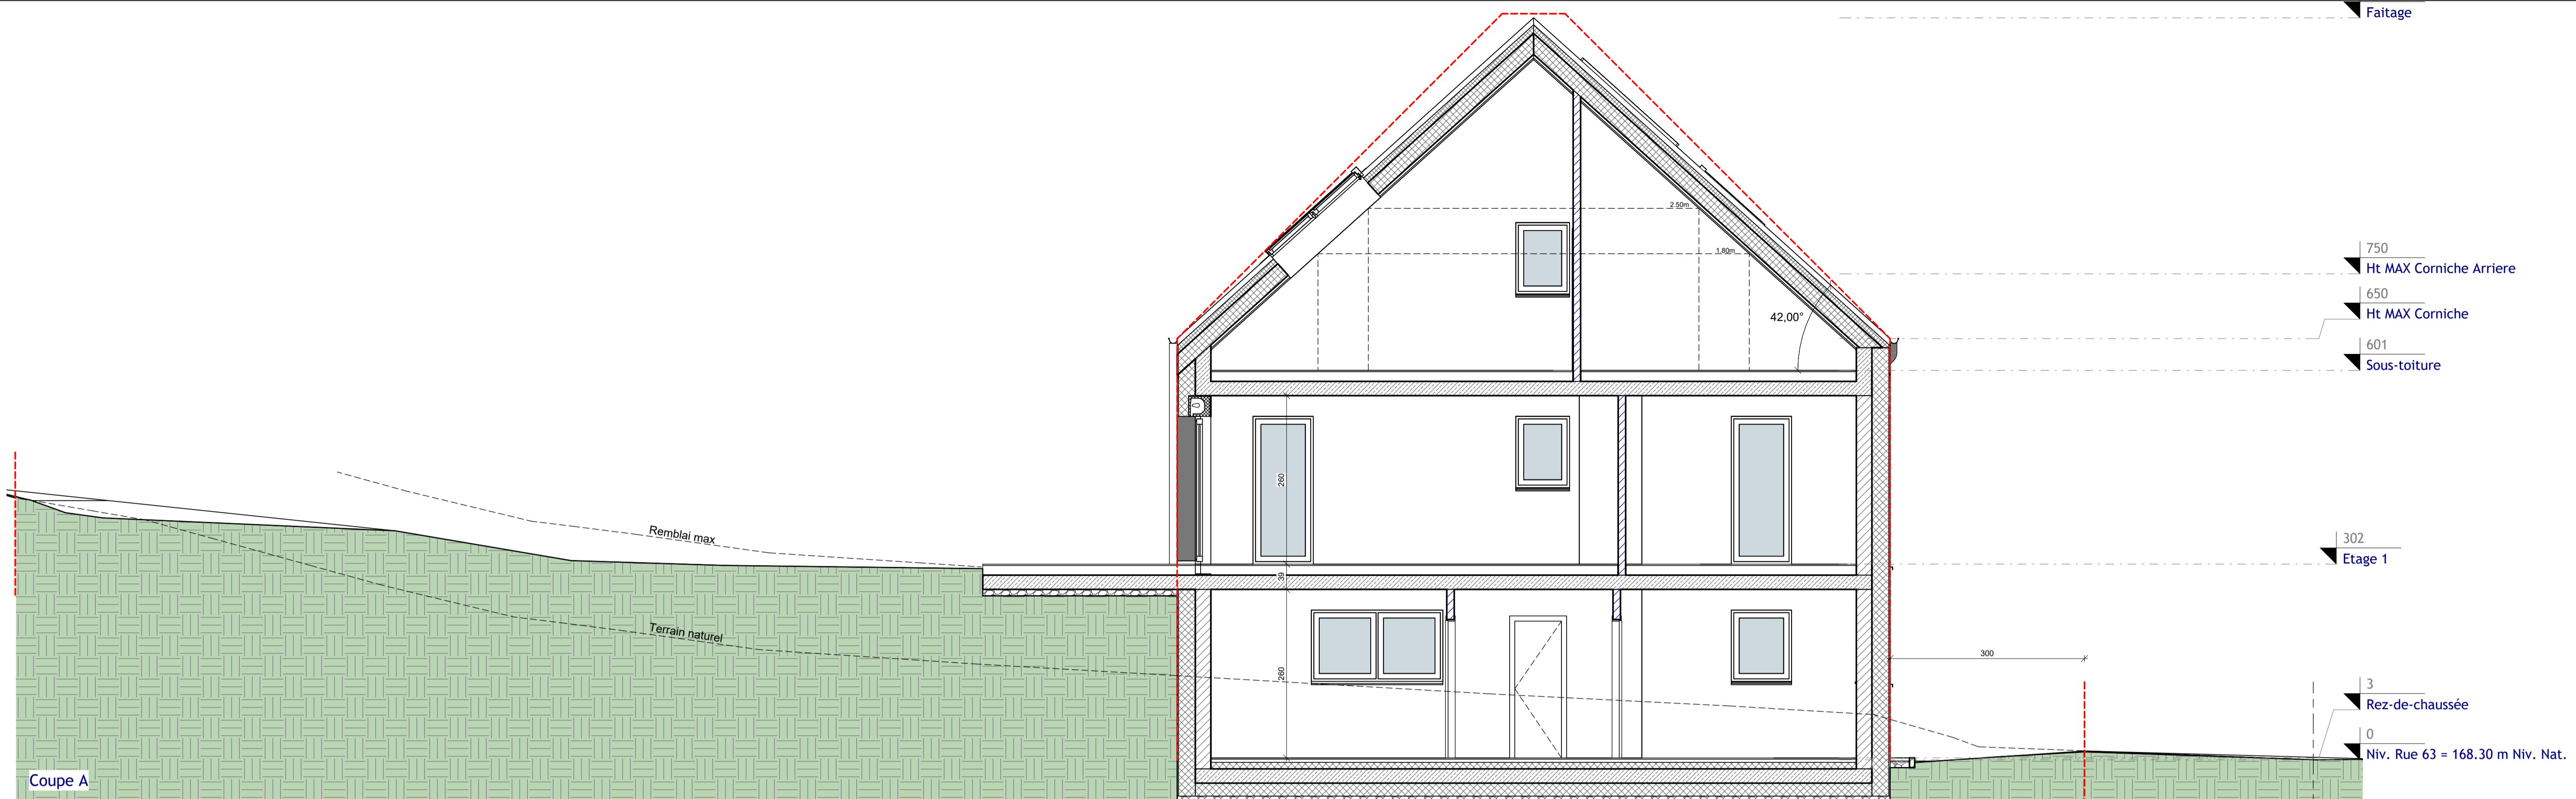 Faitage
2.50m
1.80m
750
Ht MAX Corniche Arriere
650
Ht MAX Corniche
42,00°
601
Sous-toiture
260
Remblai max
302
Etage 1
39
Terrain naturel
260
300
3
Rez-de-chaussée
0
Niv. Rue 63 = 168.30 m Niv. Nat.
Coupe A